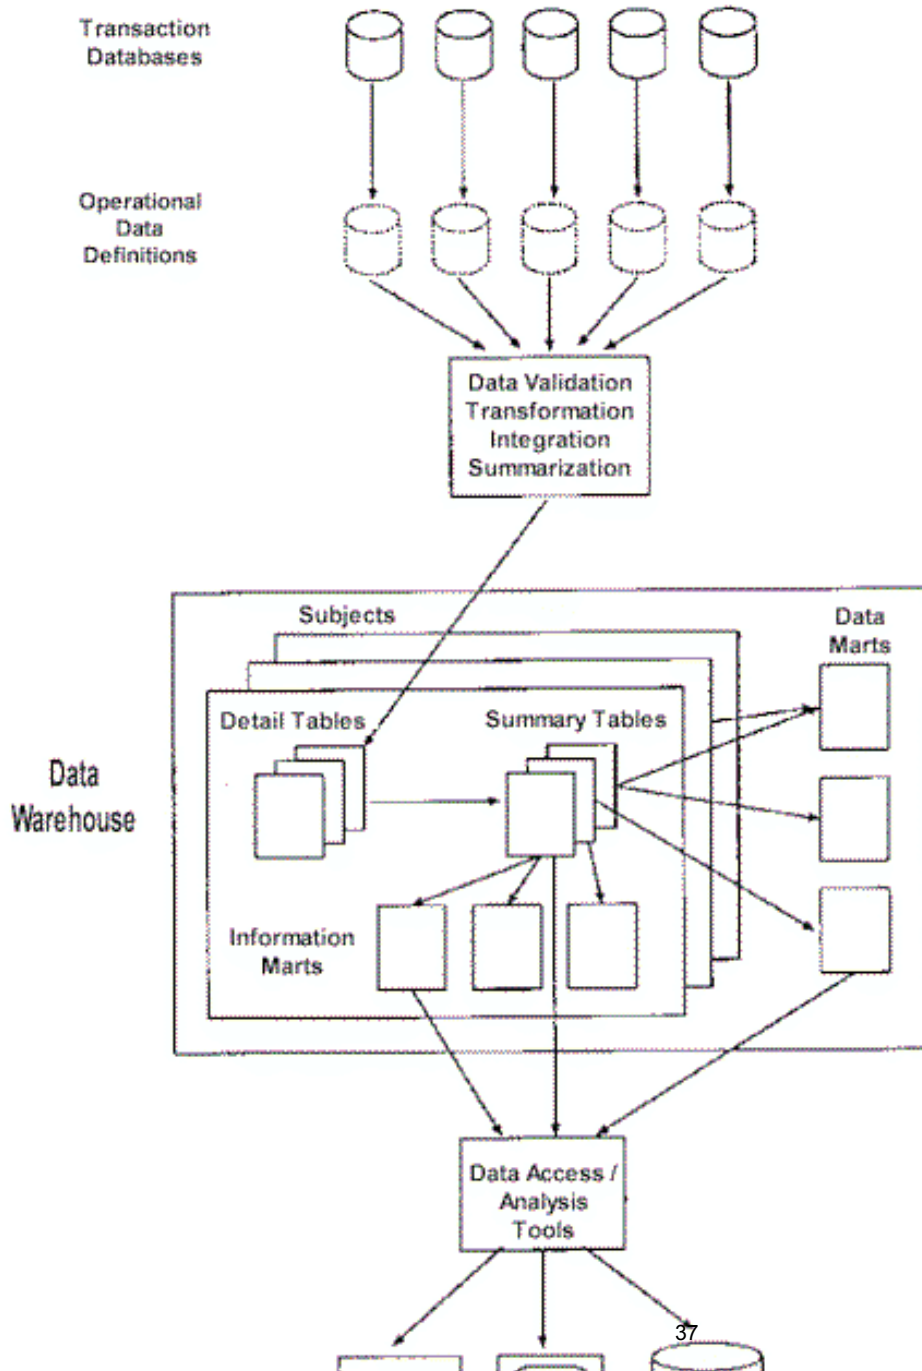 Transaction
Databases
Operational
Data
Definitions
Data Validation
Transformation
Integration
Summarization
Subjects
Data
Marts
Detail Tables
Summary Tables
Data
Warehouse
Information
Marts
Data Access /
Analysis
Tools
37